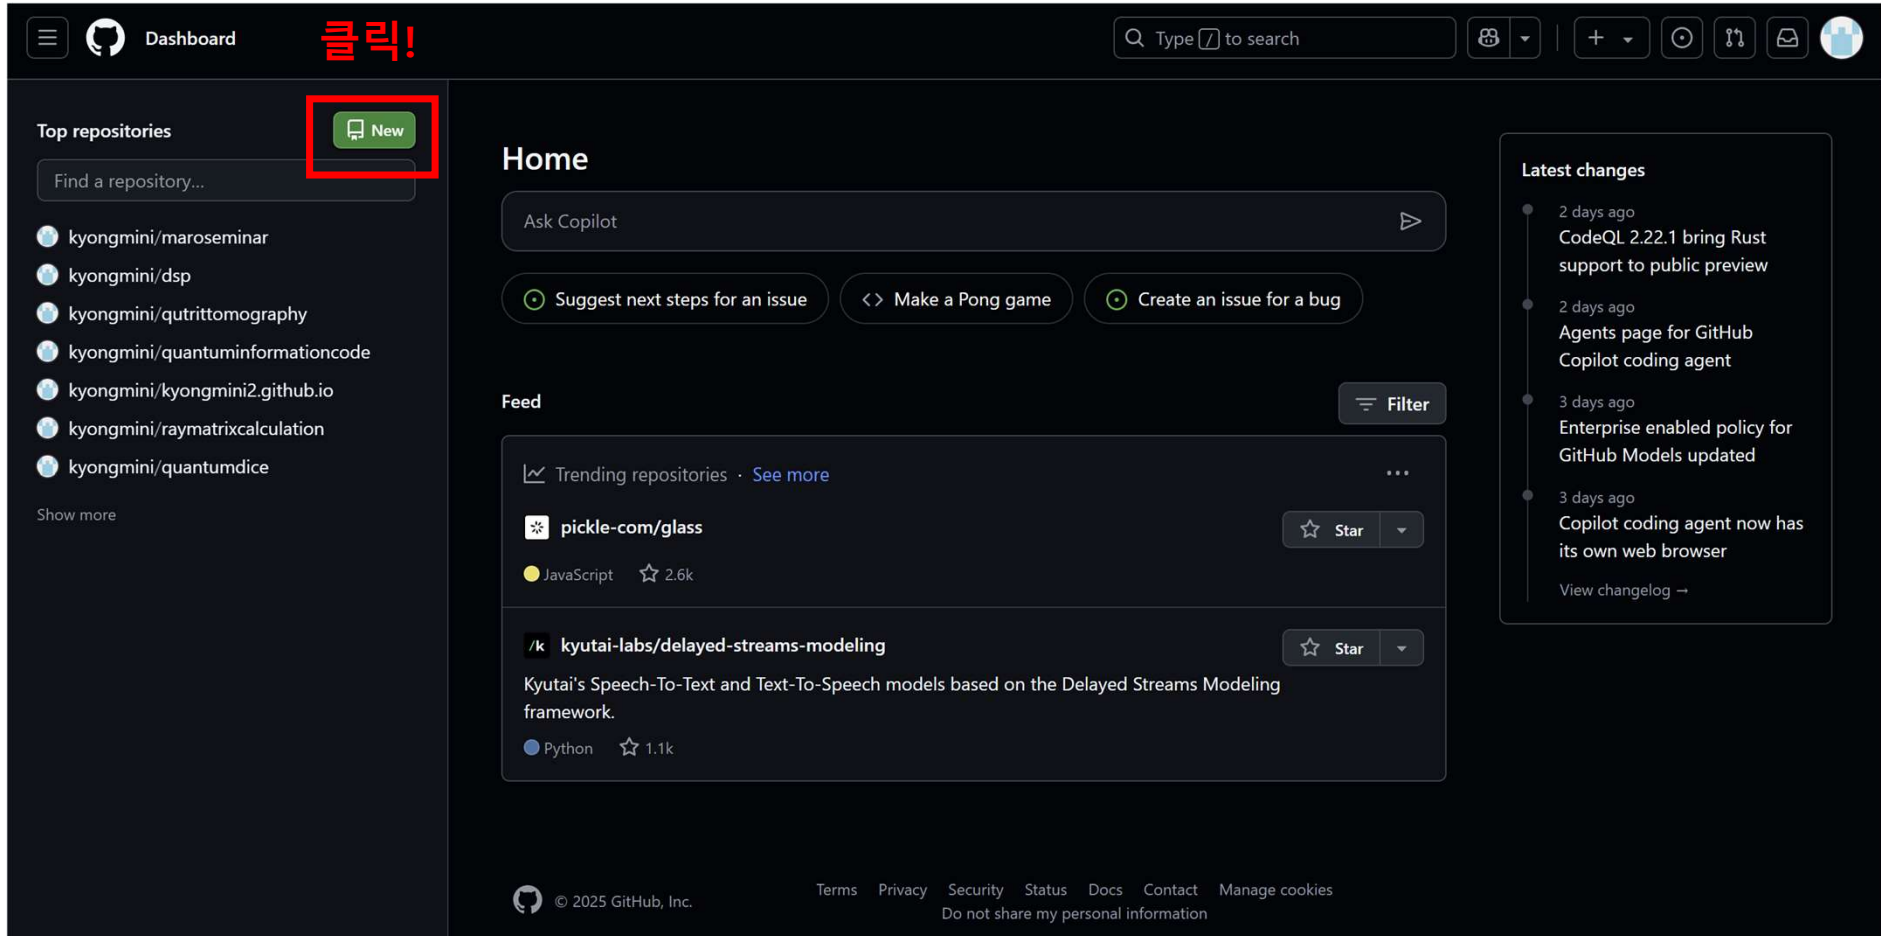 Dashboard
클릭!
Type / to search
Top repositories
New
Find a repository...
kyongmini/maroseminar
kyongmini/dsp
kyongmini/qutrittomography
kyongmini/quantuminformationcode
kyongmini/kyongmini2.github.io
kyongmini/raymatrixcalculation
kyongmini/quantumdice
Show more
Home
Ask Copilot
Suggest next steps for an issue
Make a Pong game
Create an issue for a bug
Feed
Filter
Trending repositories · See more
pickle-com/glass
Star
JavaScript 2.6k
kyutai-labs/delayed-streams-modeling
Star
Kyutai's Speech-To-Text and Text-To-Speech models based on the Delayed Streams Modeling
framework.
Python 1.1k
Latest changes
2 days ago
CodeQL 2.22.1 bring Rust
support to public preview
2 days ago
Agents page for GitHub
Copilot coding agent
3 days ago
Enterprise enabled policy for
GitHub Models updated
3 days ago
Copilot coding agent now has
its own web browser
View changelog →
© 2025 GitHub, Inc.
Terms Privacy Security Status Docs Contact Manage cookies
Do not share my personal information